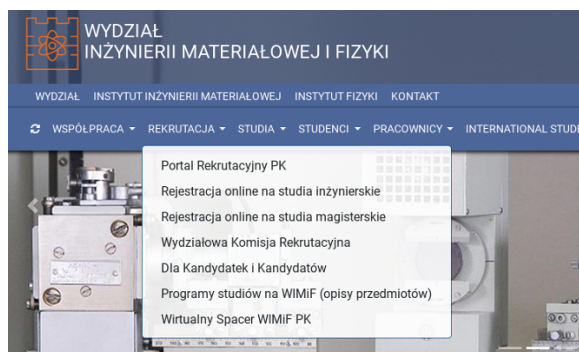 WYDZIAŁ
INŻYNIERII MATERIAŁOWEJ I FIZYKI
WYDZIAŁ INSTYTUT INŻYNIERII MATERIAŁOWEJ INSTYTUT FIZYKI KONTAKT
WSPÓŁPRACA REKRUTACJA STUDIA STUDENCI PRACOWNICY INTERNATIONAL STUDE
Portal Rekrutacyjny PK
Rejestracja online na studia inżynierskie
Rejestracja online na studia magisterskie
Wydziałowa Komisja Rekrutacyjna
Dla Kandydatek i Kandydatów
Programy studiów na WIMiF (opisy przedmiotów)
Wirtualny Spacer WIMiF PK